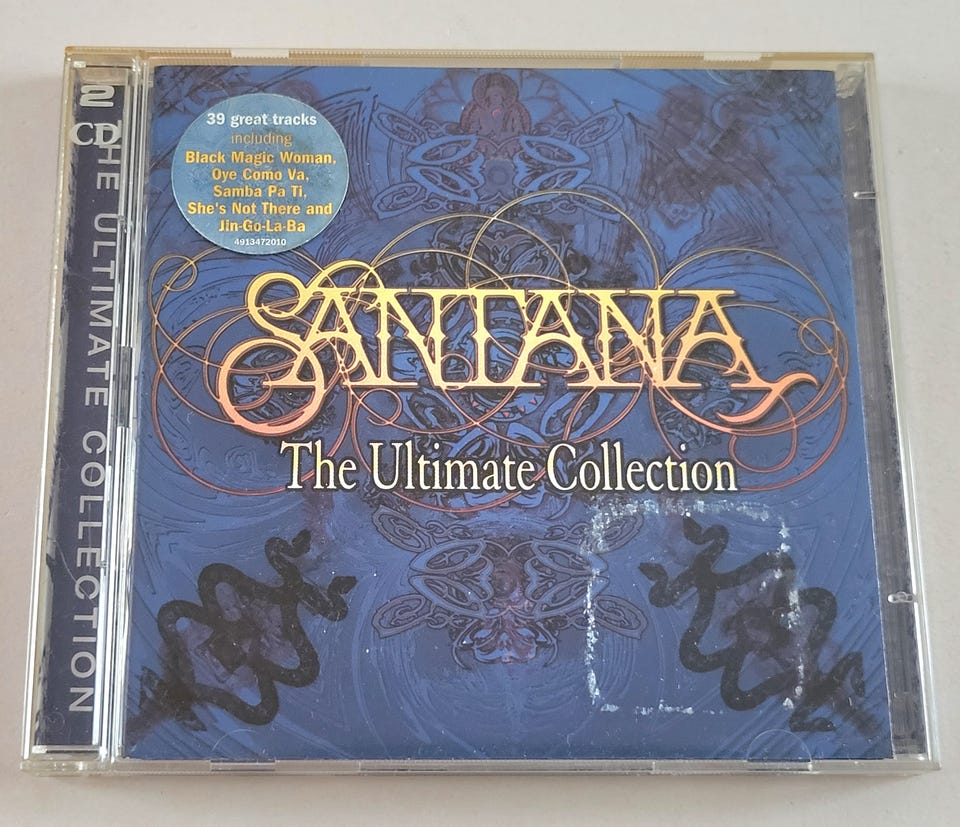 2
CD
THE ULTIMATE COLLECTION
39 great tracks
including
Black Magic Woman,
Oye Como Va,
Samba Pa Ti,
She's Not There and
Jin-Go-La-Ba
4913472010
SANTANA
The Ultimate Collection